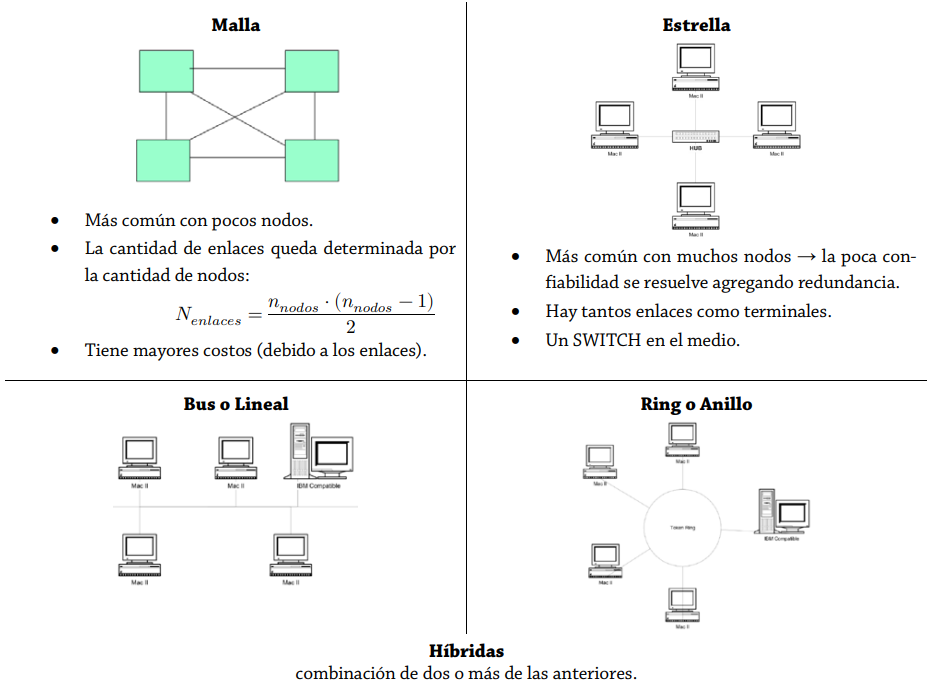 Malla
• Más común con pocos nodos.
• La cantidad de enlaces queda determinada por
la cantidad de nodos:
N_enlaces = n_nodos · (n_nodos − 1) / 2
• Tiene mayores costos (debido a los enlaces).
Estrella
Mac II
Mac II
HUB
Mac II
Mac II
• Más común con muchos nodos → la poca con-
fiabilidad se resuelve agregando redundancia.
• Hay tantos enlaces como terminales.
• Un SWITCH en el medio.
Bus o Lineal
Mac II
Mac II
IBM Compatible
Mac II
Mac II
Ring o Anillo
Mac II
Mac II
Token Ring
IBM Compatible
Mac II
Mac II
Híbridas
combinación de dos o más de las anteriores.